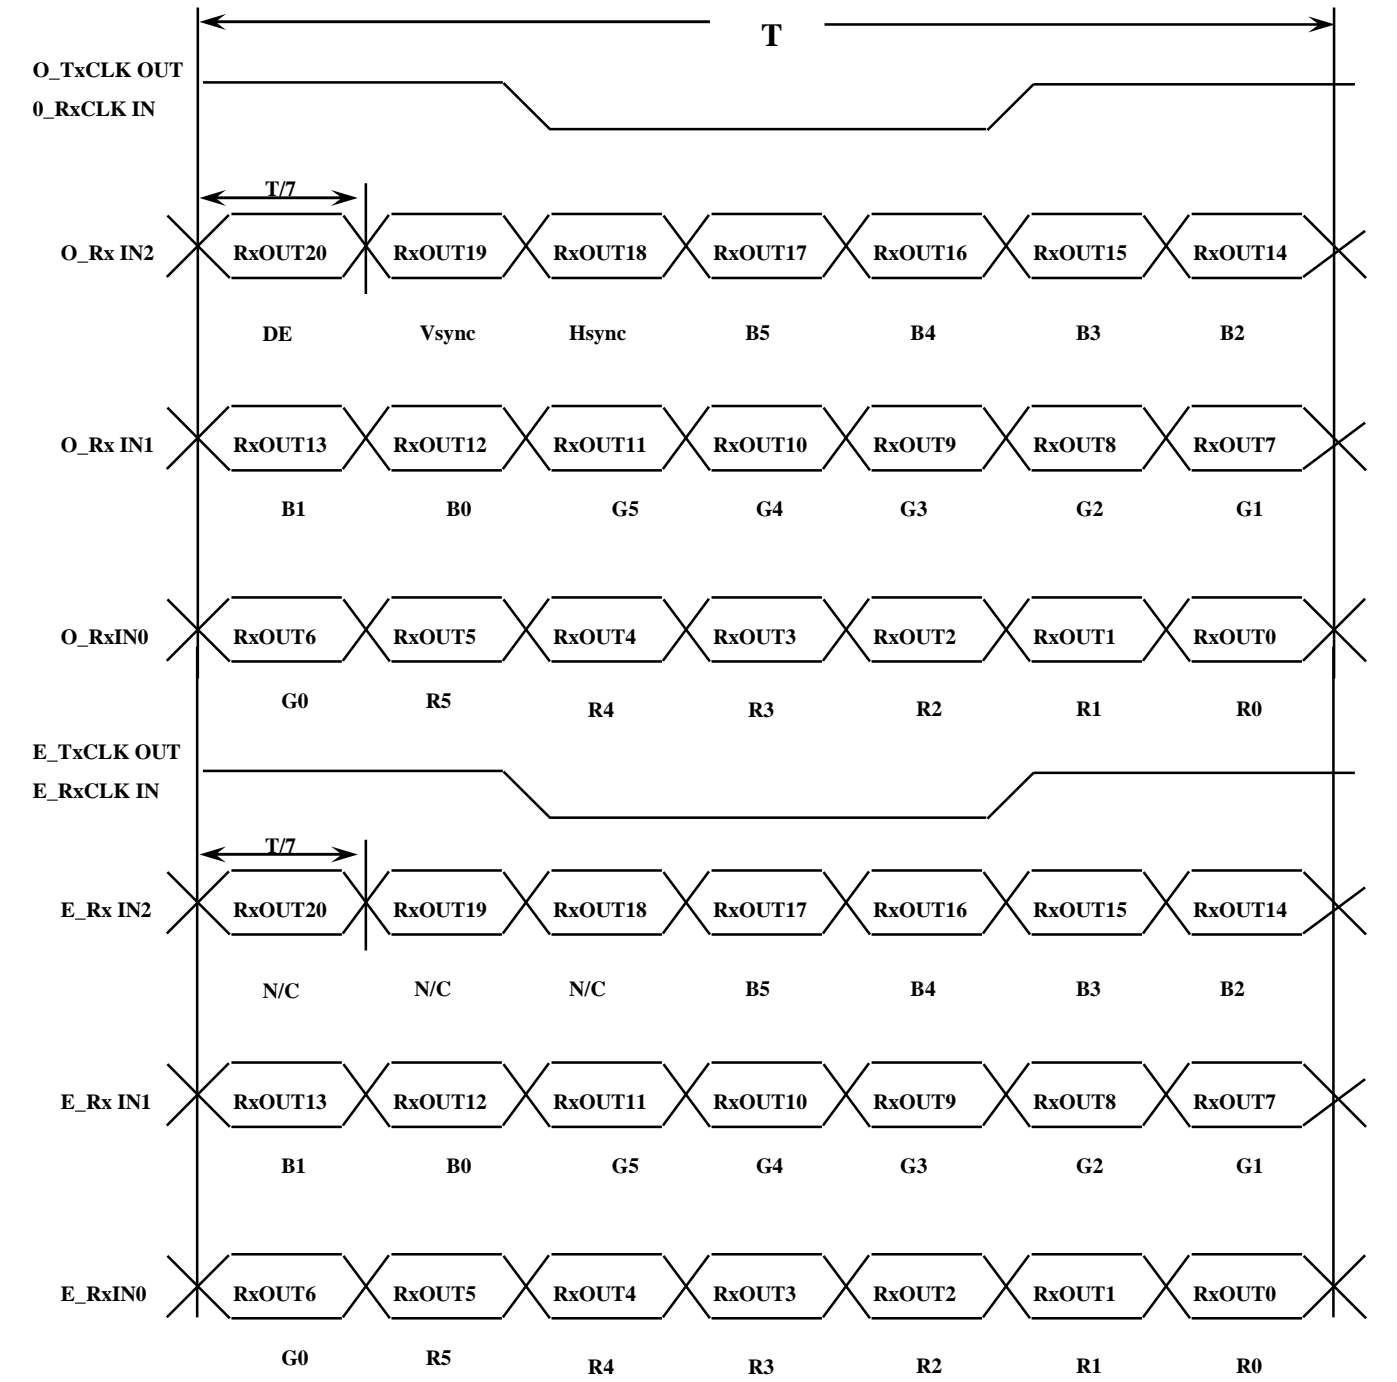 T
O_TxCLK OUT
0_RxCLK IN
T/7
O_Rx IN2 RxOUT20 RxOUT19 RxOUT18 RxOUT17 RxOUT16 RxOUT15 RxOUT14
DE Vsync Hsync B5 B4 B3 B2
O_Rx IN1 RxOUT13 RxOUT12 RxOUT11 RxOUT10 RxOUT9 RxOUT8 RxOUT7
B1 B0 G5 G4 G3 G2 G1
O_RxIN0 RxOUT6 RxOUT5 RxOUT4 RxOUT3 RxOUT2 RxOUT1 RxOUT0
G0 R5 R4 R3 R2 R1 R0
E_TxCLK OUT
E_RxCLK IN
T/7
E_Rx IN2 RxOUT20 RxOUT19 RxOUT18 RxOUT17 RxOUT16 RxOUT15 RxOUT14
N/C N/C N/C B5 B4 B3 B2
E_Rx IN1 RxOUT13 RxOUT12 RxOUT11 RxOUT10 RxOUT9 RxOUT8 RxOUT7
B1 B0 G5 G4 G3 G2 G1
E_RxIN0 RxOUT6 RxOUT5 RxOUT4 RxOUT3 RxOUT2 RxOUT1 RxOUT0
G0 R5 R4 R3 R2 R1 R0